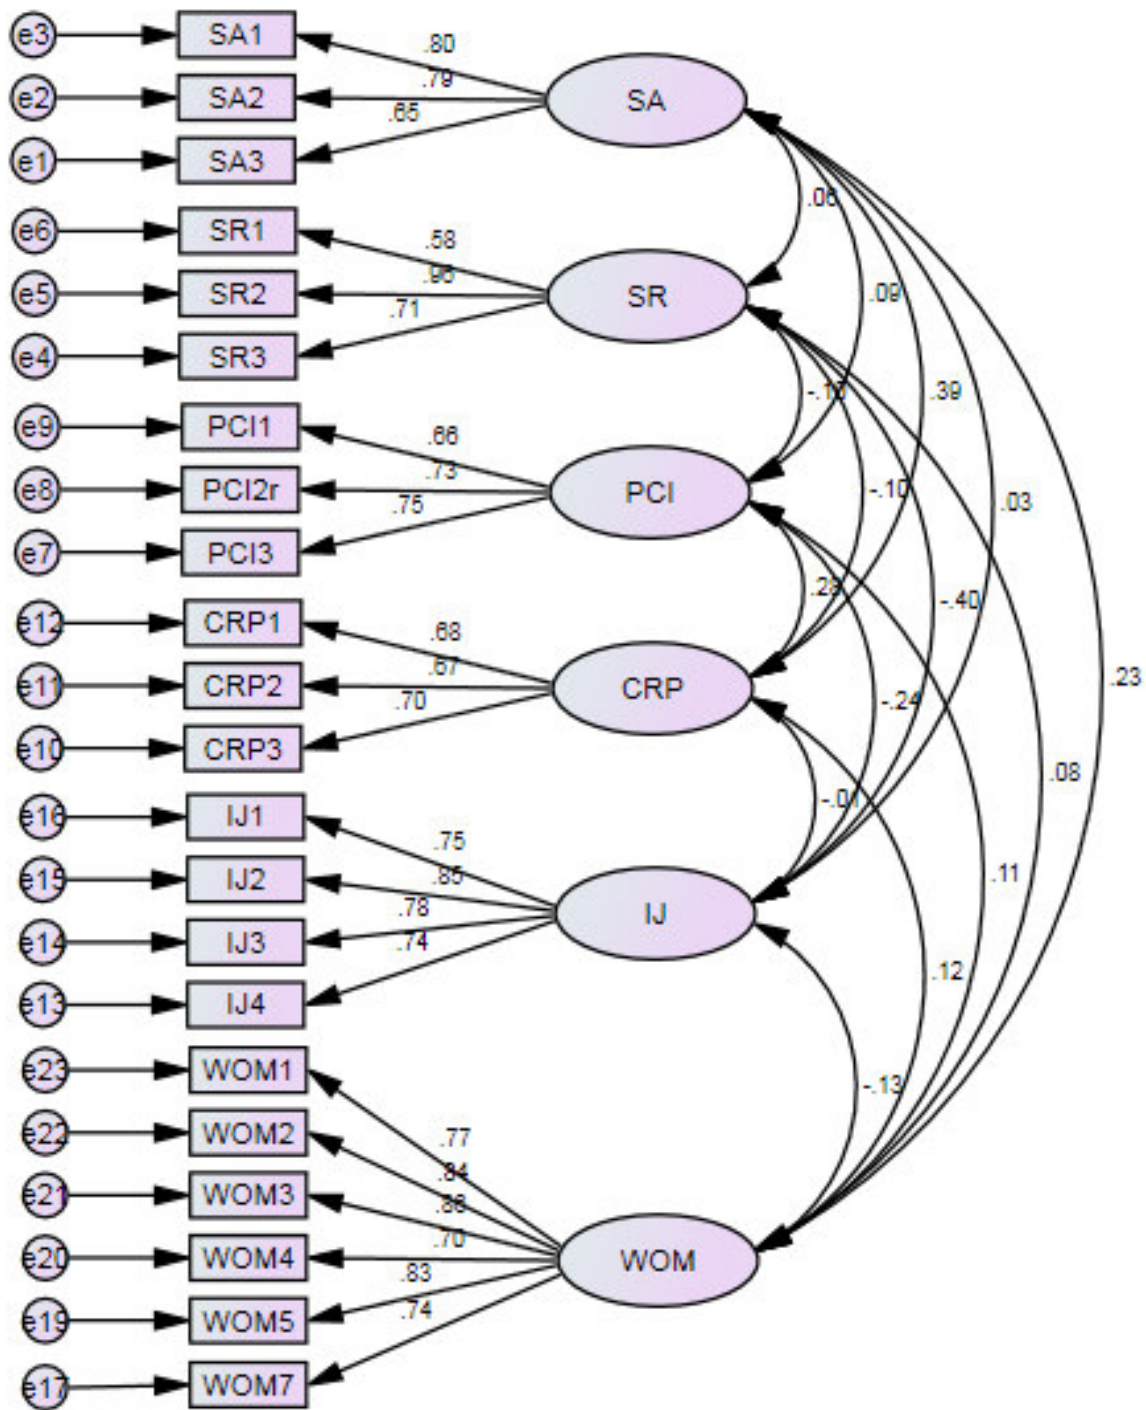 e3 SA1 .80
e2 SA2 .79 SA
e1 SA3 .65
.06
e6 SR1 .58
e5 SR2 .96 SR .09
e4 SR3 .71
.39
e9 PCI1 .66
e8 PCI2r .73 PCI -.10 .03
e7 PCI3 .75
.28 -.40
e12 CRP1 .68
e11 CRP2 .67 CRP .23
e10 CRP3 .70 -.24
.08
e16 IJ1 .75 -.01
e15 IJ2 .85 .11
e14 IJ3 .78 IJ
e13 IJ4 .74 .12
e23 WOM1 -.13
e22 WOM2 .77
e21 WOM3 .84
e20 WOM4 .70 WOM
e19 WOM5 .83
e17 WOM7 .74